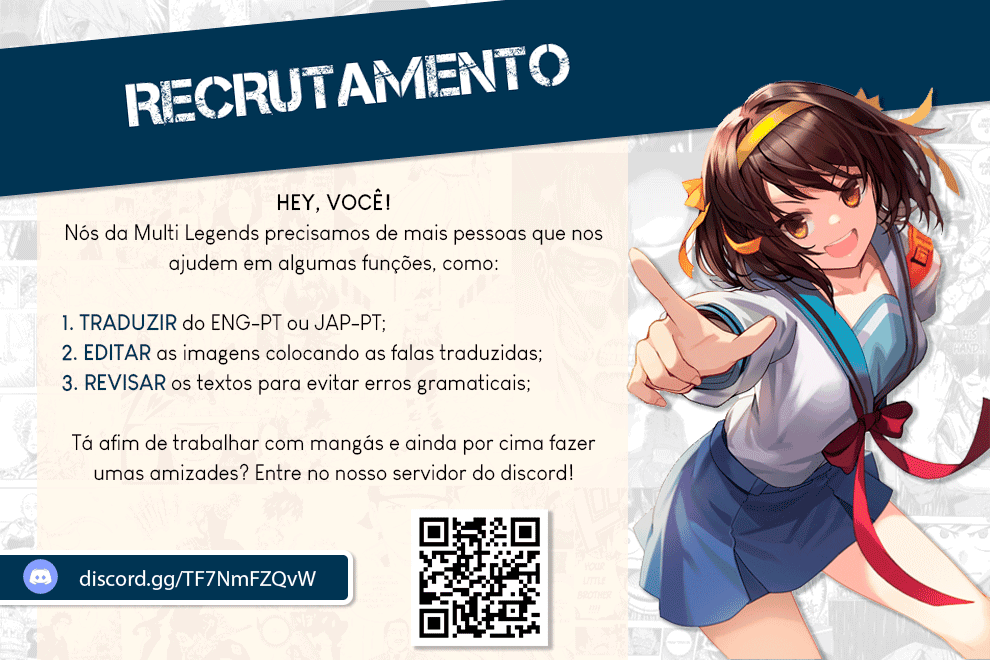 RECRUTAMENTO
HEY, VOCÊ!
Nós da Multi Legends precisamos de mais pessoas que nos
ajudem em algumas funções, como:
1. TRADUZIR do ENG-PT ou JAP-PT;
2. EDITAR as imagens colocando as falas traduzidas;
3. REVISAR os textos para evitar erros gramaticais;
Tá afim de trabalhar com mangás e ainda por cima fazer
umas amizades? Entre no nosso servidor do discord!
discord.gg/TF7NmFZQvW